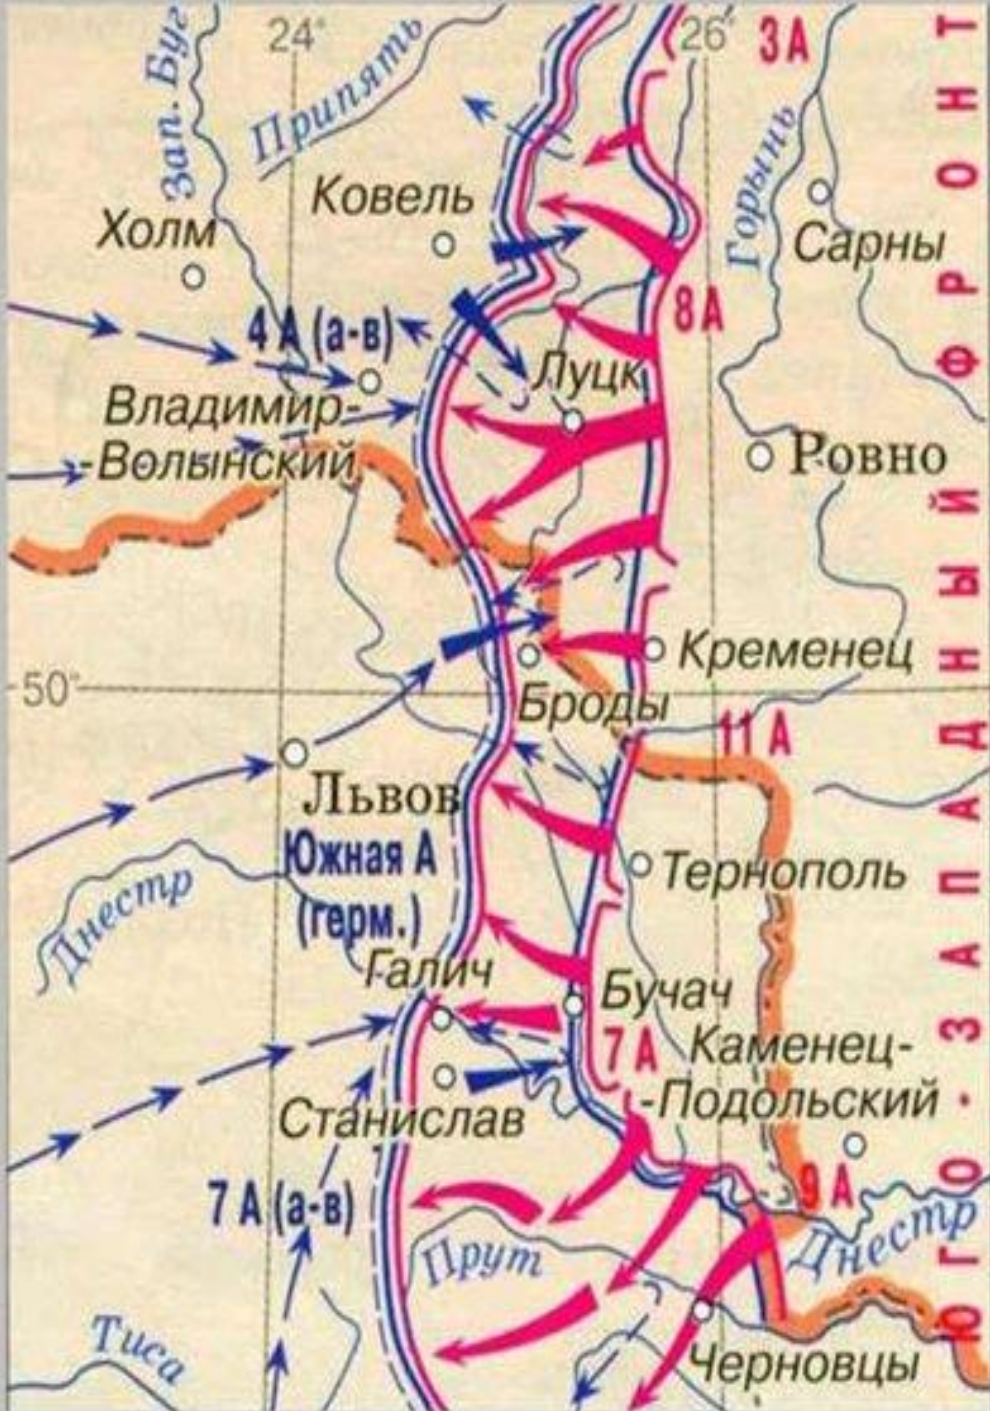 24°
26°
3 А
Зап. Буг
Припять
Горынь
Ковель
Холм
Сарны
8 А
4 А (а-в)
Луцк
Владимир-
-Волынский
Ровно
Кременец
50°
Броды
11 А
Львов
Южная А
(герм.)
Тернополь
Днестр
Галич
Бучач
7 А
Каменец-
-Подольский
Станислав
7 А (а-в)
9 А
Днестр
Прут
Тиса
Черновцы
ЮГО-ЗАПАДНЫЙ ФРОНТ